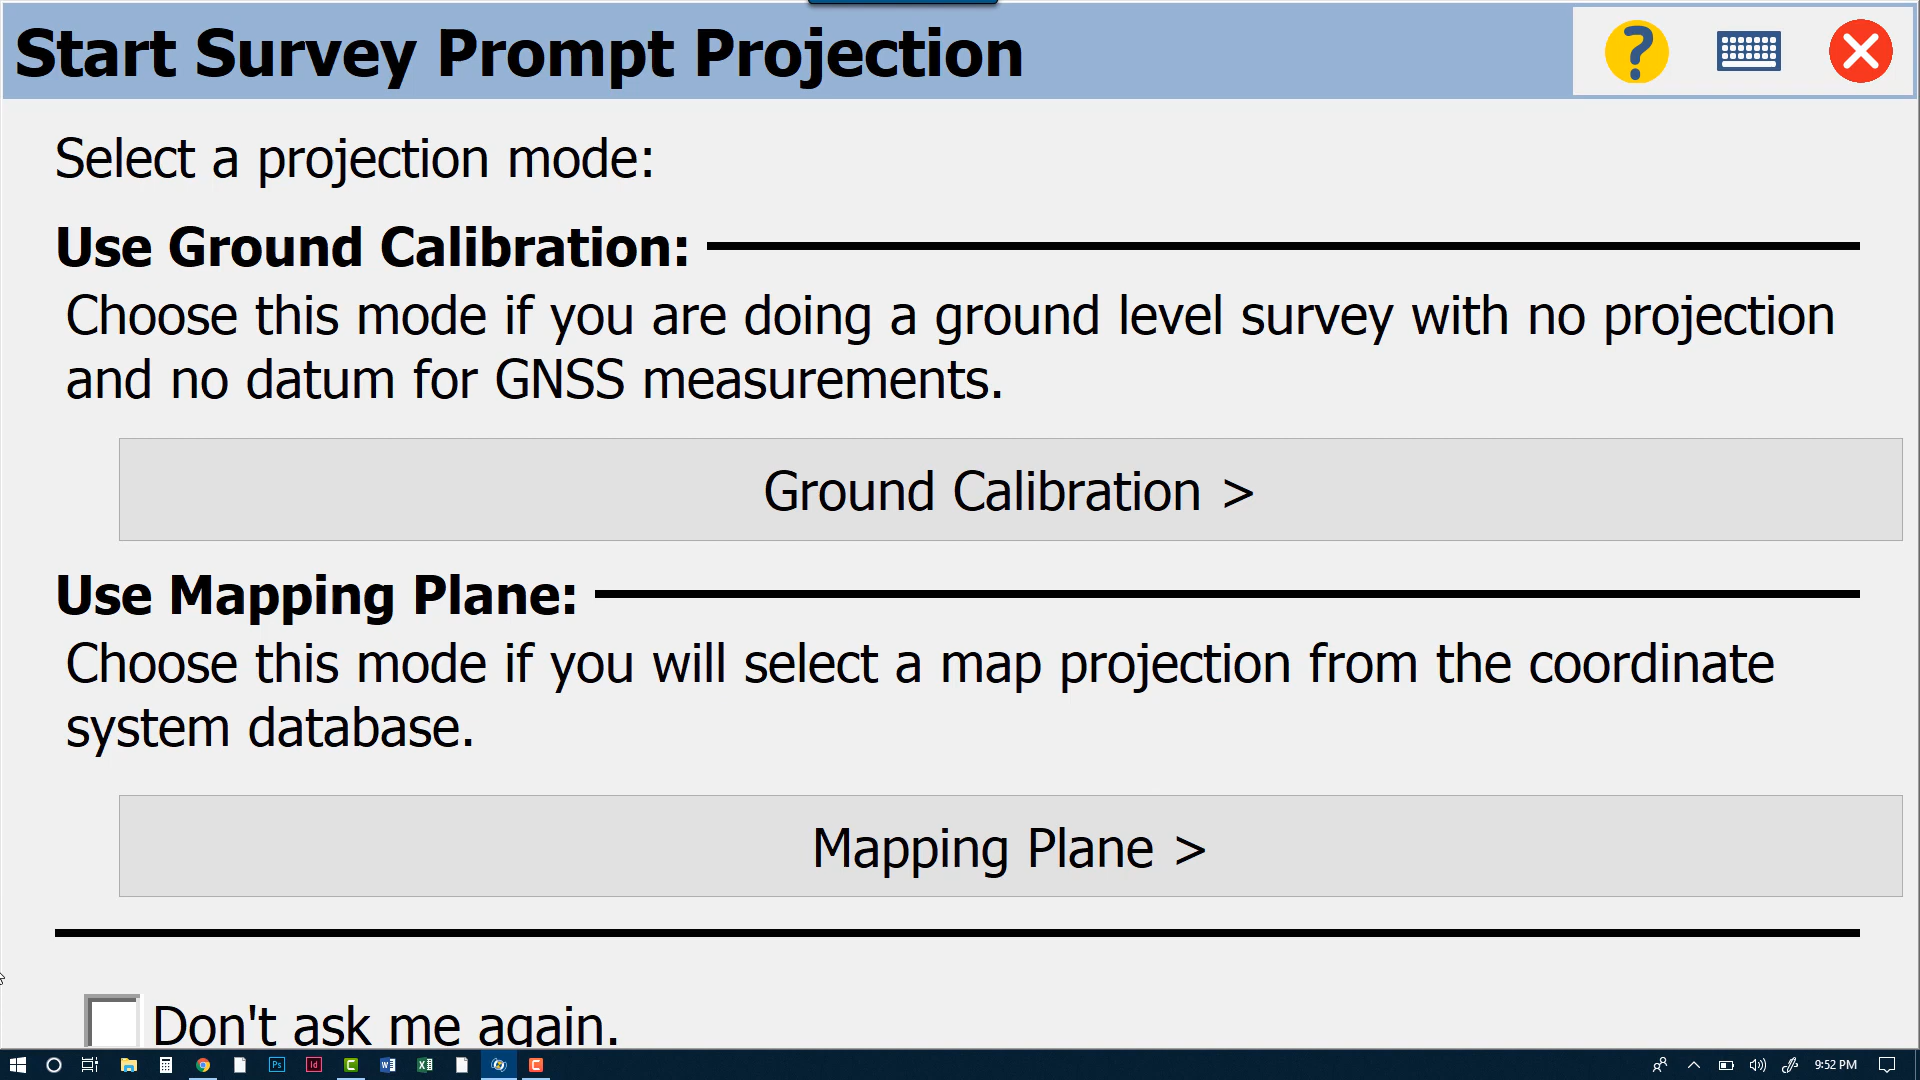 Start Survey Prompt Projection
Select a projection mode:
Use Ground Calibration:
Choose this mode if you are doing a ground level survey with no projection
and no datum for GNSS measurements.
Ground Calibration >
Use Mapping Plane:
Choose this mode if you will select a map projection from the coordinate
system database.
Mapping Plane >
Don't ask me again.
Ps
Id
9:52 PM